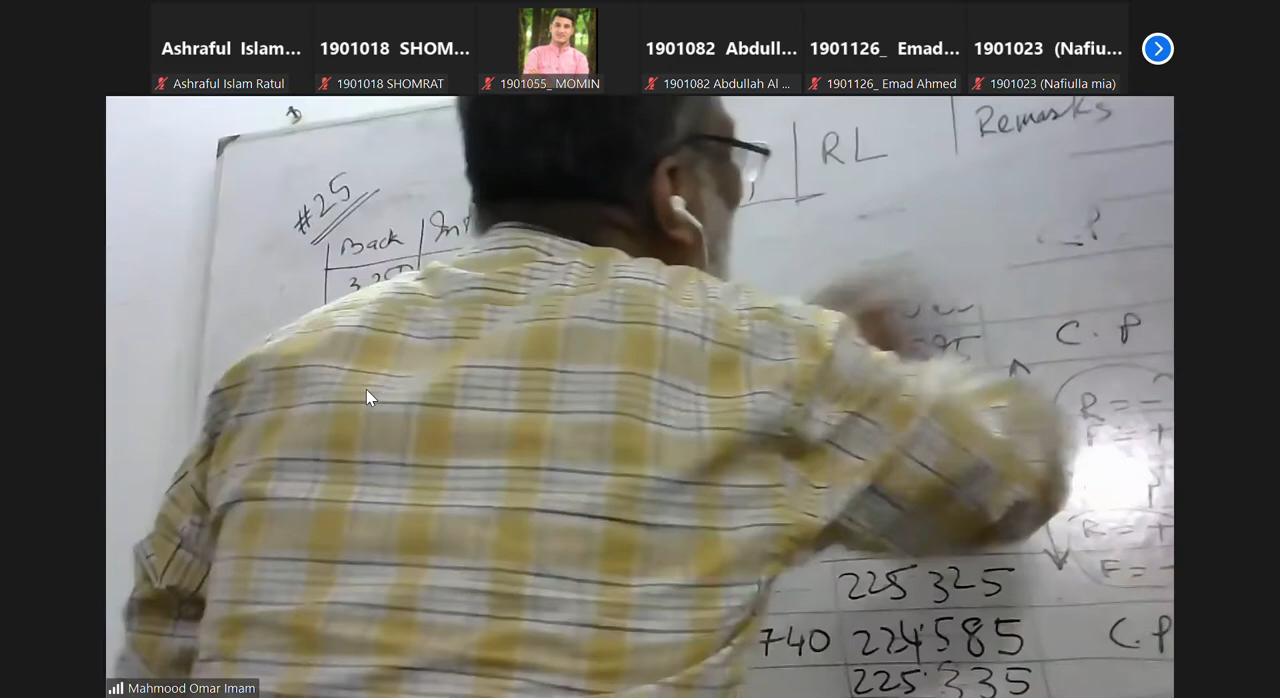 Ashraful Islam...
1901018 SHOM...
1901082 Abdull...
1901126_ Emad...
1901023 (Nafiu...
Ashraful Islam Ratul
1901018 SHOMRAT
1901055_ MOMIN
1901082 Abdullah Al ...
1901126_ Emad Ahmed
1901023 (Nafiulla mia)
#25
Back
RL
Remarks
C.P
R = -
F = +
R = +
F = -
225325
740 224.585 C.P
225.335
Mahmood Omar Imam